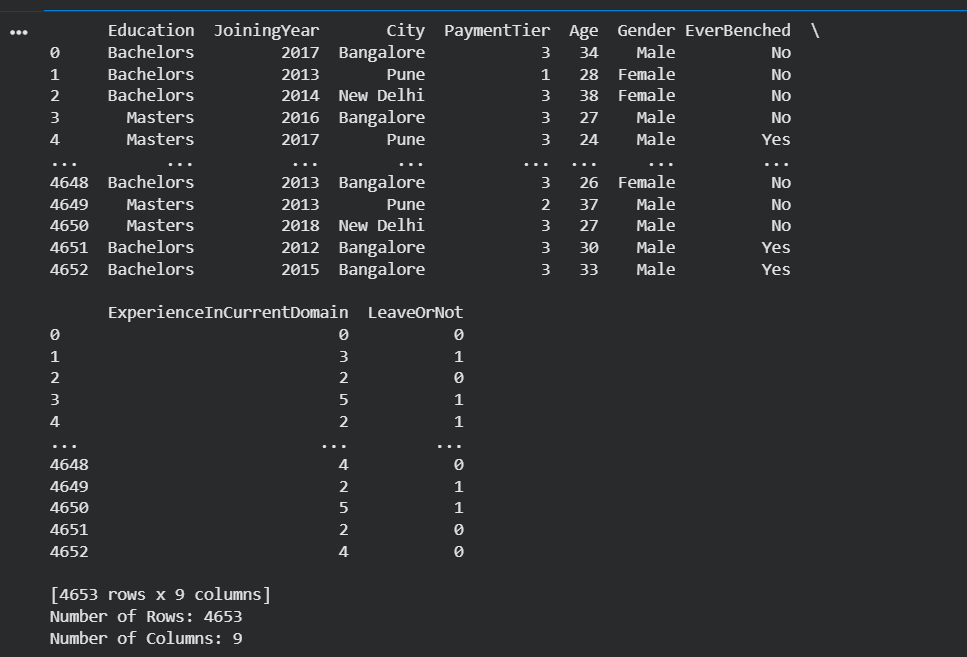 Education JoiningYear City PaymentTier Age Gender EverBenched \
0 Bachelors 2017 Bangalore 3 34 Male No
1 Bachelors 2013 Pune 1 28 Female No
2 Bachelors 2014 New Delhi 3 38 Female No
3 Masters 2016 Bangalore 3 27 Male No
4 Masters 2017 Pune 3 24 Male Yes
... ... ... ... ... ... ... ...
4648 Bachelors 2013 Bangalore 3 26 Female No
4649 Masters 2013 Pune 2 37 Male No
4650 Masters 2018 New Delhi 3 27 Male No
4651 Bachelors 2012 Bangalore 3 30 Male Yes
4652 Bachelors 2015 Bangalore 3 33 Male Yes
ExperienceInCurrentDomain LeaveOrNot
0 0 0
1 3 1
2 2 0
3 5 1
4 2 1
... ... ...
4648 4 0
4649 2 1
4650 5 1
4651 2 0
4652 4 0
[4653 rows x 9 columns]
Number of Rows: 4653
Number of Columns: 9